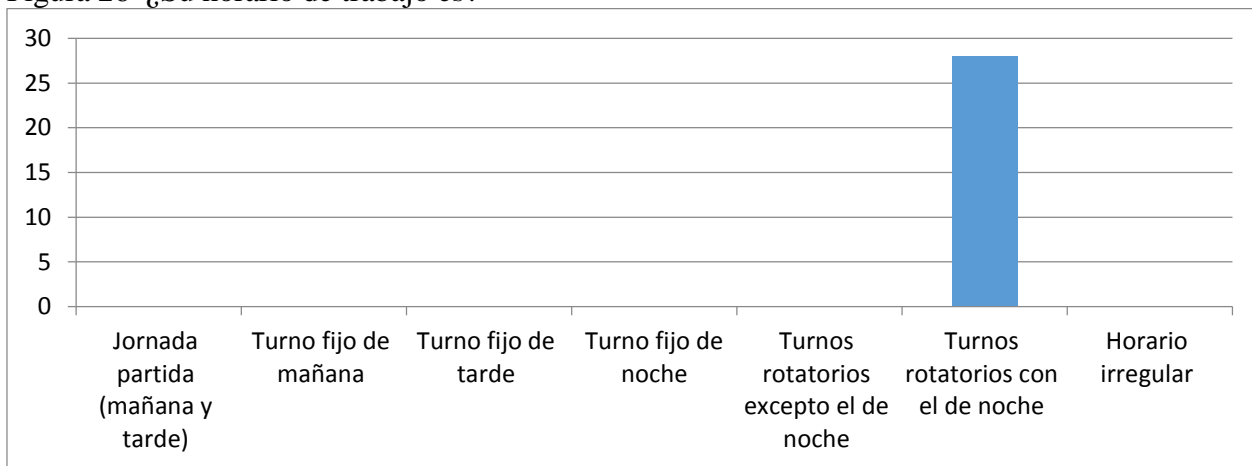 30
25
20
15
10
5
0
Jornada partida (mañana y tarde)
Turno fijo de mañana
Turno fijo de tarde
Turno fijo de noche
Turnos rotatorios excepto el de noche
Turnos rotatorios con el de noche
Horario irregular